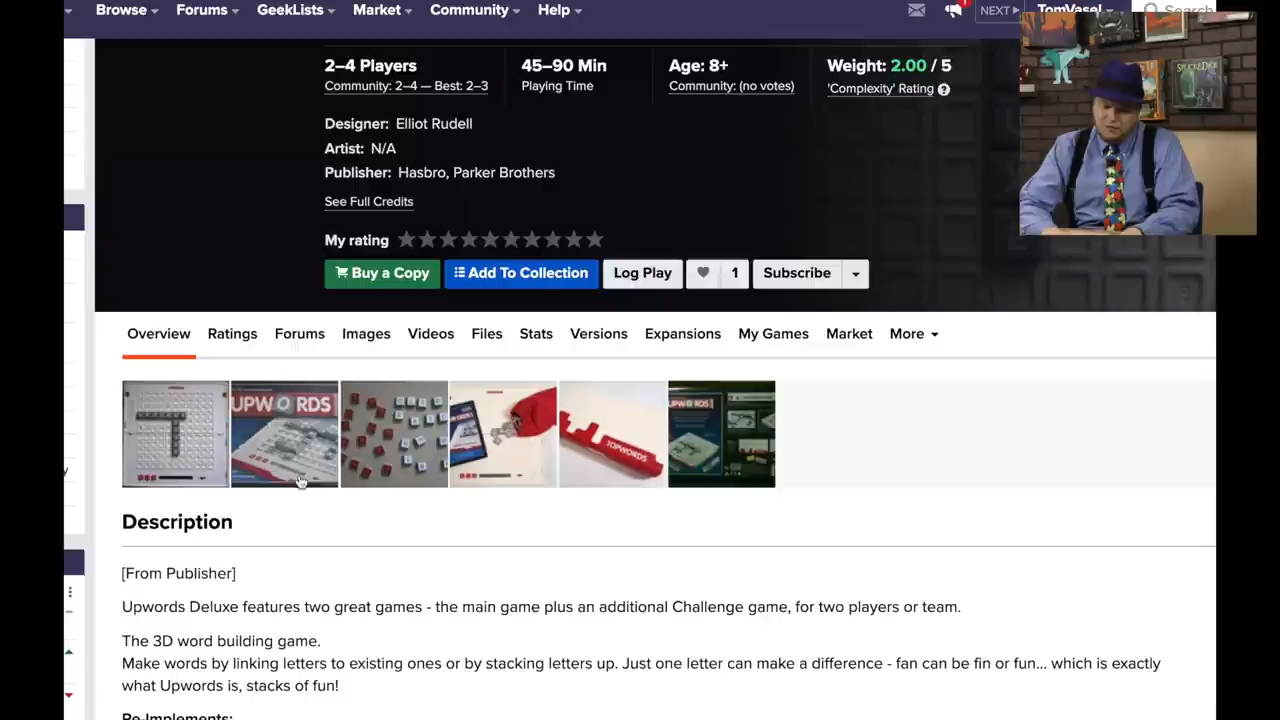 Browse Forums GeekLists Market Community Help NEXT TomVasel Search
2–4 Players
Community: 2–4 — Best: 2–3
45–90 Min
Playing Time
Age: 8+
Community: (no votes)
Weight: 2.00 / 5
'Complexity' Rating
Designer: Elliot Rudell
Artist: N/A
Publisher: Hasbro, Parker Brothers
See Full Credits
My rating
Buy a Copy Add To Collection Log Play 1 Subscribe
Overview Ratings Forums Images Videos Files Stats Versions Expansions My Games Market More
UPWORDS
TOPWORDS
UPWORDS
Description
[From Publisher]
Upwords Deluxe features two great games - the main game plus an additional Challenge game, for two players or team.
The 3D word building game.
Make words by linking letters to existing ones or by stacking letters up. Just one letter can make a difference - fan can be fin or fun... which is exactly
what Upwords is, stacks of fun!
Re-Implements: